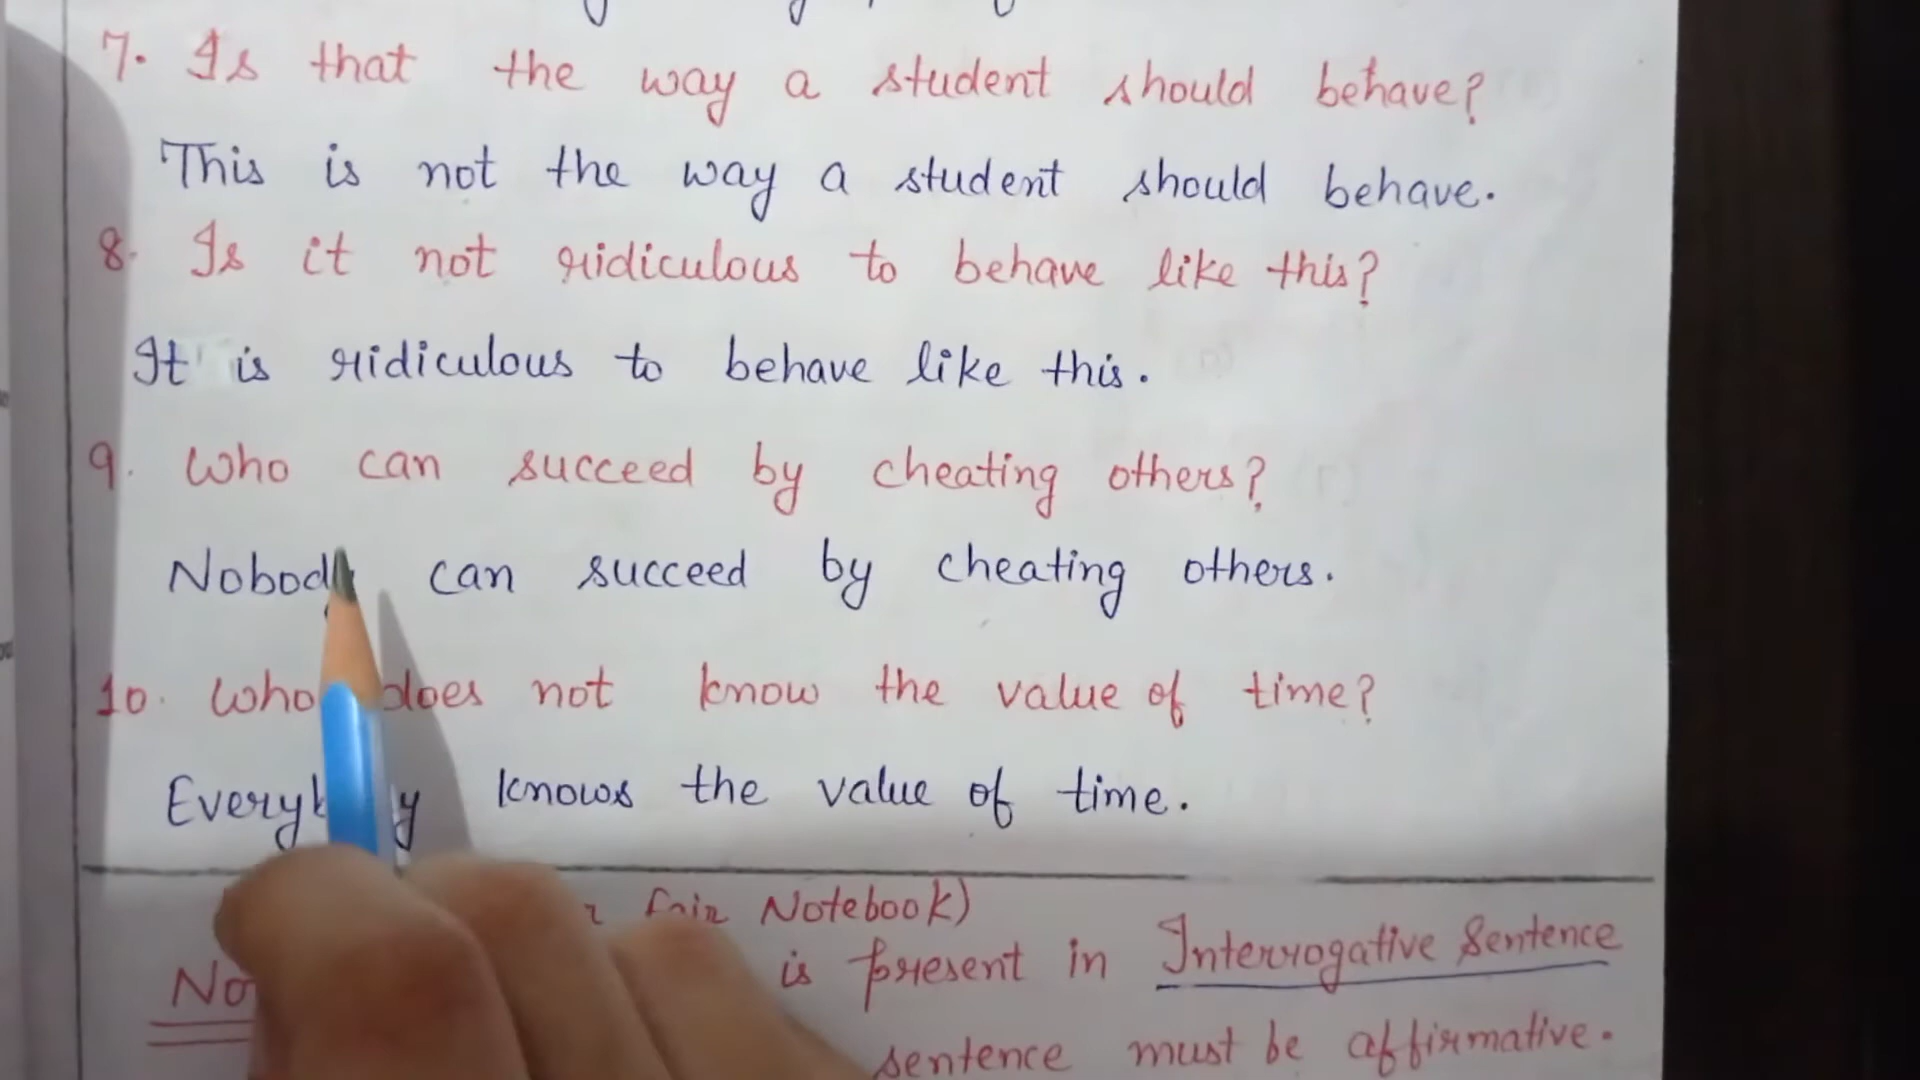 7. Is that the way a student should behave?
This is not the way a student should behave.
8. Is it not ridiculous to behave like this?
It is ridiculous to behave like this.
9. Who can succeed by cheating others?
Nobody can succeed by cheating others.
10. Who does not know the value of time?
Everybody knows the value of time.
Notebook)
is present in Interrogative Sentence
sentence must be affirmative.